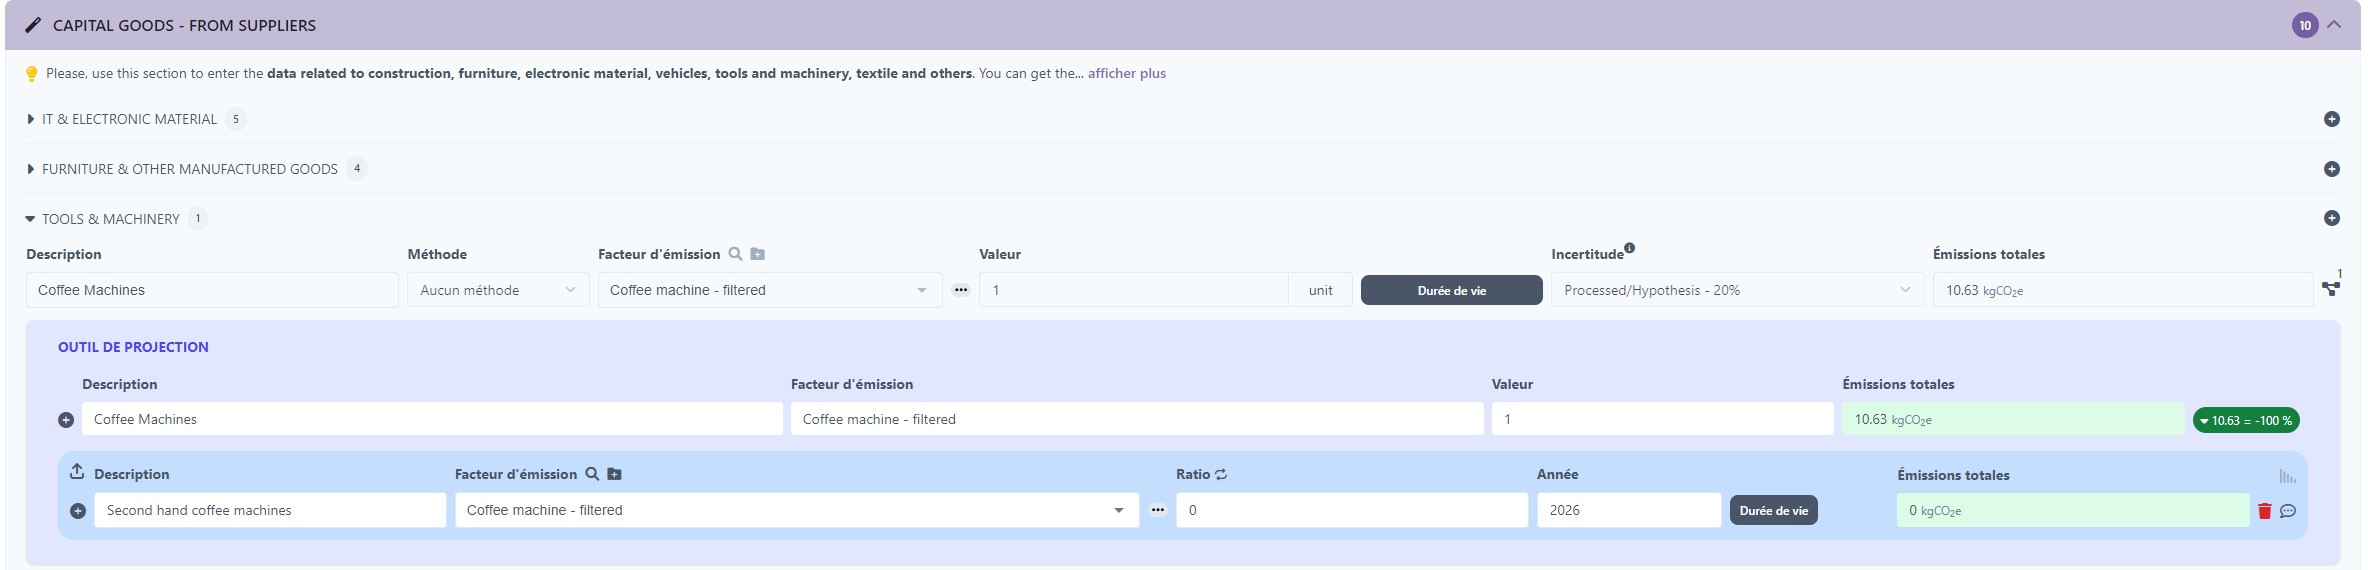 CAPITAL GOODS - FROM SUPPLIERS 10
Please, use this section to enter the data related to construction, furniture, electronic material, vehicles, tools and machinery, textile and others. You can get the... afficher plus
IT & ELECTRONIC MATERIAL 5
FURNITURE & OTHER MANUFACTURED GOODS 4
TOOLS & MACHINERY 1
Description Méthode Facteur d'émission Valeur Incertitude Émissions totales
Coffee Machines Aucun méthode Coffee machine - filtered 1 unit Durée de vie Processed/Hypothesis - 20% 10.63 kgCO₂e 1
OUTIL DE PROJECTION
Description Facteur d'émission Valeur Émissions totales
Coffee Machines Coffee machine - filtered 1 10.63 kgCO₂e 10.63 = -100 %
Description Facteur d'émission Ratio Année Émissions totales
Second hand coffee machines Coffee machine - filtered 0 2026 Durée de vie 0 kgCO₂e